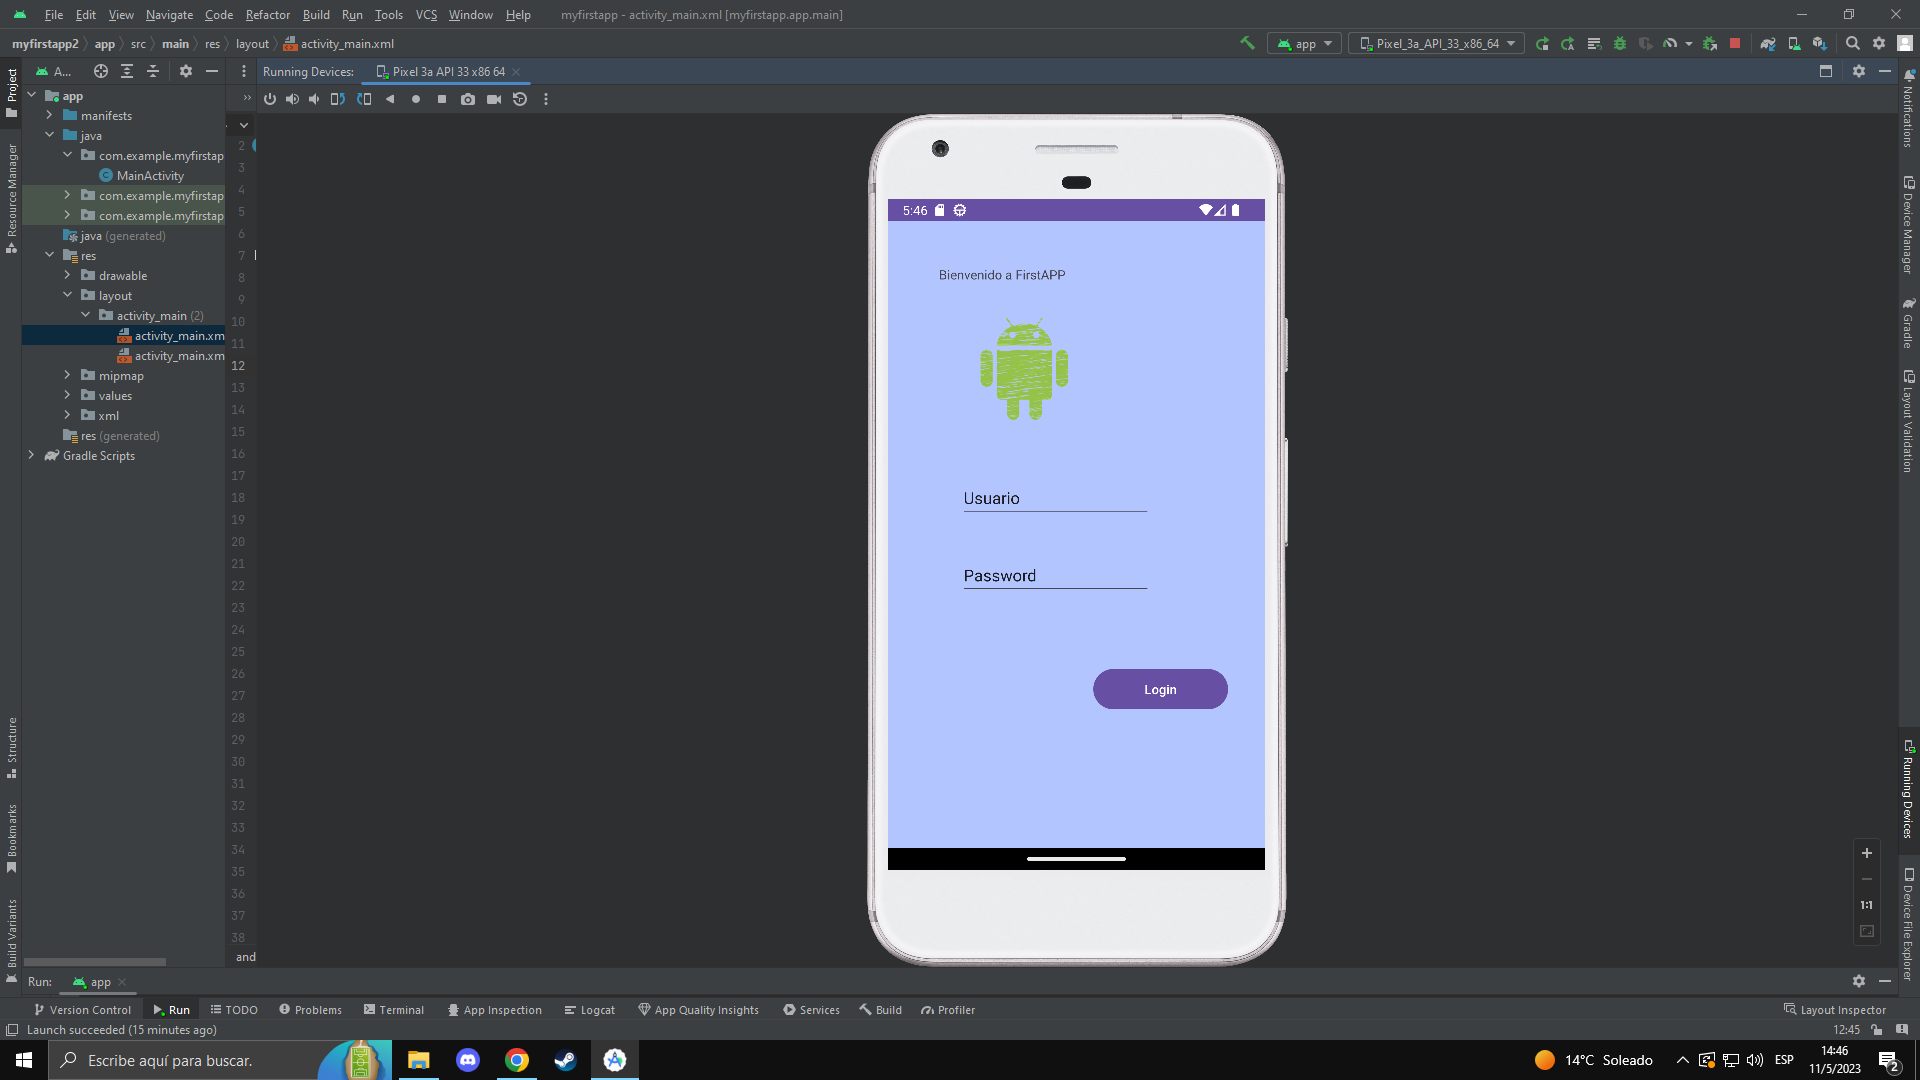 File Edit View Navigate Code Refactor Build Run Tools VCS Window Help myfirstapp - activity_main.xml [myfirstapp.app.main]
myfirstapp2 app src main res layout activity_main.xml app Pixel_3a_API_33_x86_64
A... Running Devices: Pixel 3a API 33 x86 64
Project
Resource Manager
Structure
Bookmarks
Build Variants
app
manifests
java
com.example.myfirstap
MainActivity
com.example.myfirstap
com.example.myfirstap
java (generated)
res
drawable
layout
activity_main (2)
activity_main.xm
activity_main.xm
mipmap
values
xml
res (generated)
Gradle Scripts
2
3
4
5
6
7
8
9
10
11
12
13
14
15
16
17
18
19
20
21
22
23
24
25
26
27
28
29
30
31
32
33
34
35
36
37
38
and
5:46
Bienvenido a FirstAPP
Usuario
Password
Login
Notifications
Device Manager
Gradle
Layout Validation
Running Devices
Device File Explorer
1:1
Run: app
Version Control Run TODO Problems Terminal App Inspection Logcat App Quality Insights Services Build Profiler Layout Inspector
Launch succeeded (15 minutes ago) 12:45
Escribe aquí para buscar. 14°C Soleado ESP 14:46
11/5/2023 2